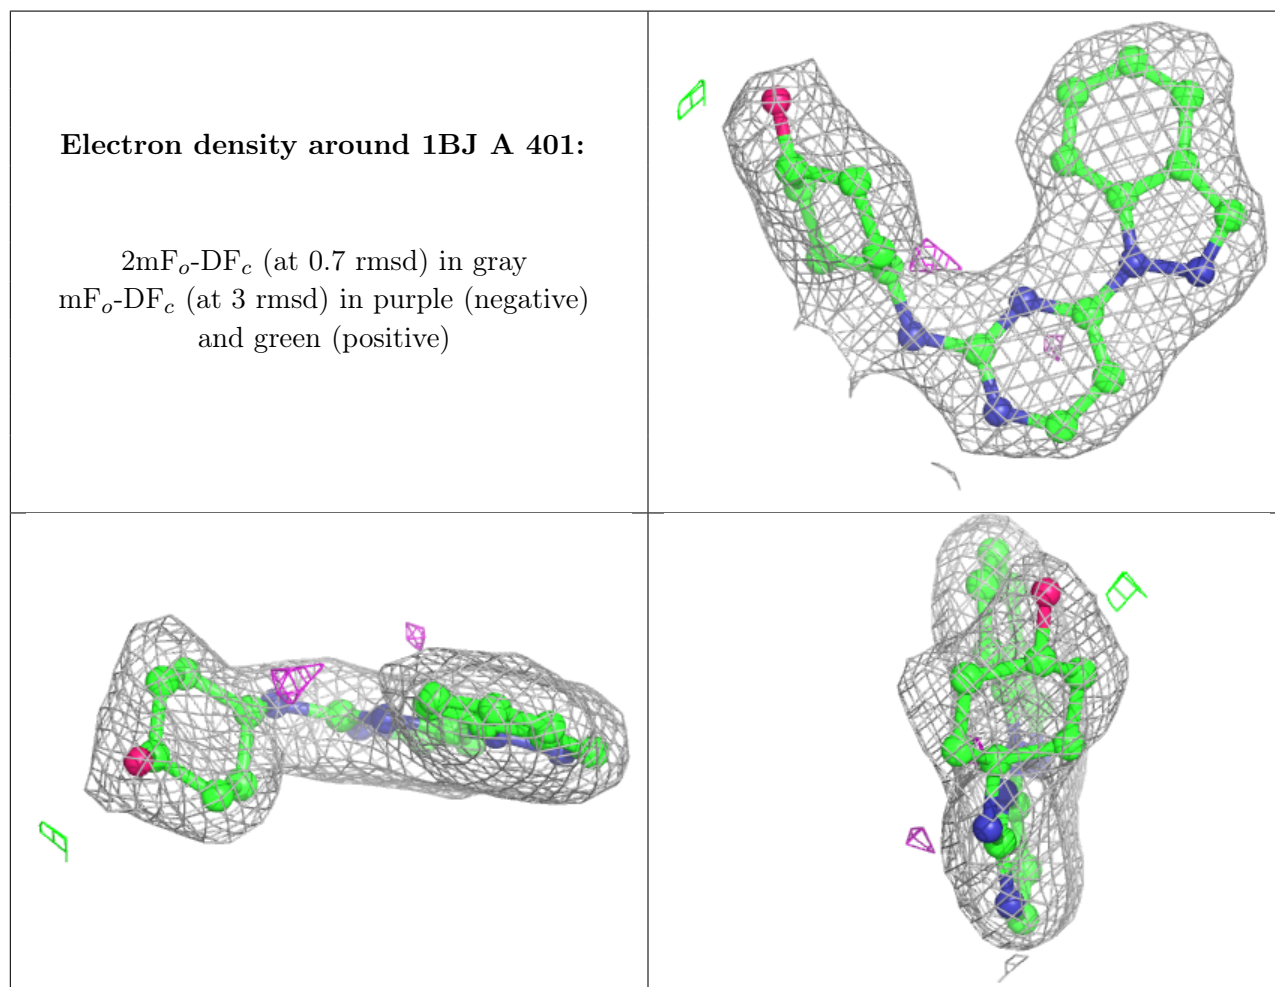 Electron density around 1BJ A 401:
2mFo-DFc (at 0.7 rmsd) in gray
mFo-DFc (at 3 rmsd) in purple (negative)
and green (positive)